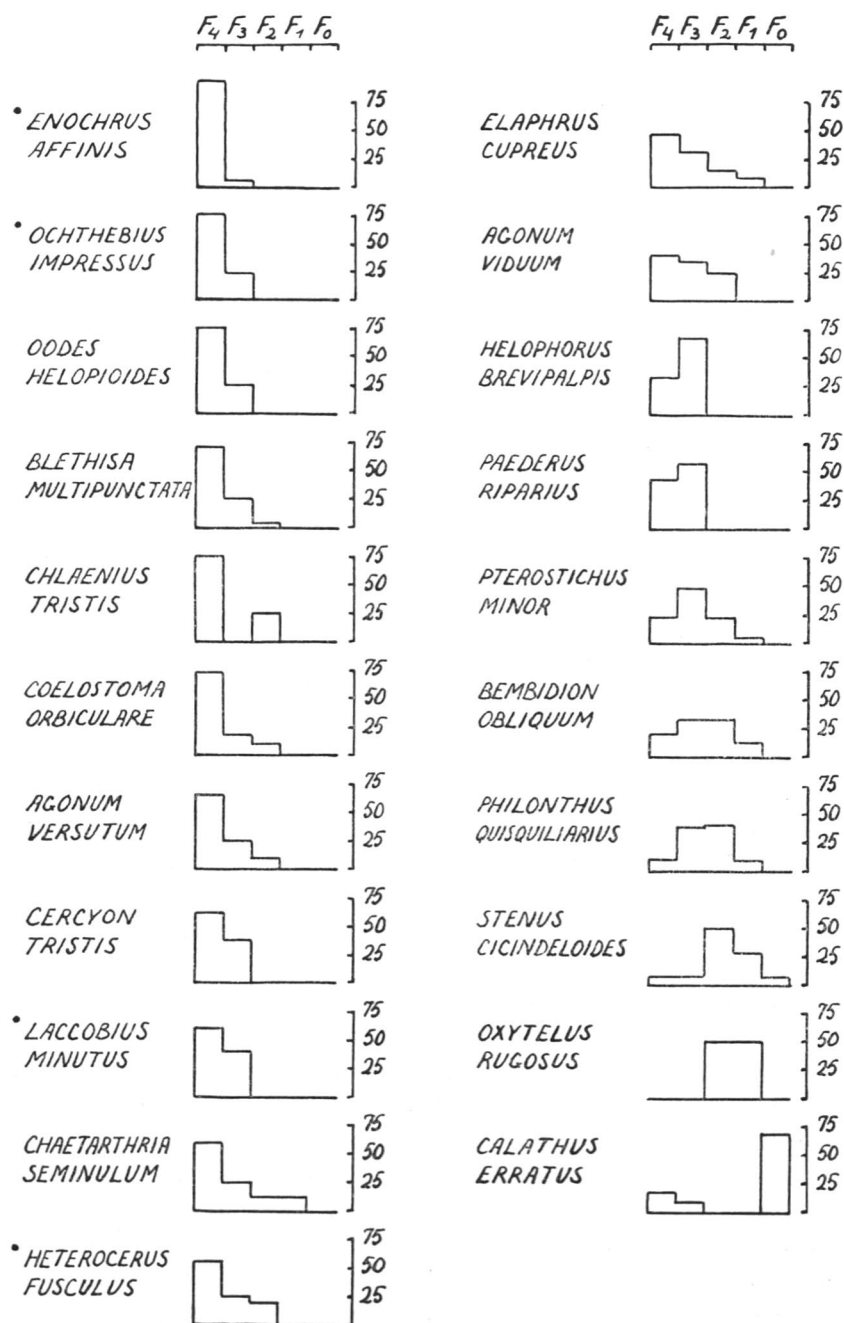 F4 F3 F2 F1 F0
• ENOCHRUS
AFFINIS
75
50
25
• OCHTHEBIUS
IMPRESSUS
75
50
25
OODES
HELOPIOIDES
75
50
25
BLETHISA
MULTIPUNCTATA
75
50
25
CHLAENIUS
TRISTIS
75
50
25
COELOSTOMA
ORBICULARE
75
50
25
AGONUM
VERSUTUM
75
50
25
CERCYON
TRISTIS
75
50
25
• LACCOBIUS
MINUTUS
75
50
25
CHAETARTHRIA
SEMINULUM
75
50
25
• HETEROCERUS
FUSCULUS
75
50
25
F4 F3 F2 F1 F0
ELAPHRUS
CUPREUS
75
50
25
AGONUM
VIDUUM
75
50
25
HELOPHORUS
BREVIPALPIS
75
50
25
PAEDERUS
RIPARIUS
75
50
25
PTEROSTICHUS
MINOR
75
50
25
BEMBIDION
OBLIQUUM
75
50
25
PHILONTHUS
QUISQUILIARIUS
75
50
25
STENUS
CICINDELOIDES
75
50
25
OXYTELUS
RUGOSUS
75
50
25
CALATHUS
ERRATUS
75
50
25